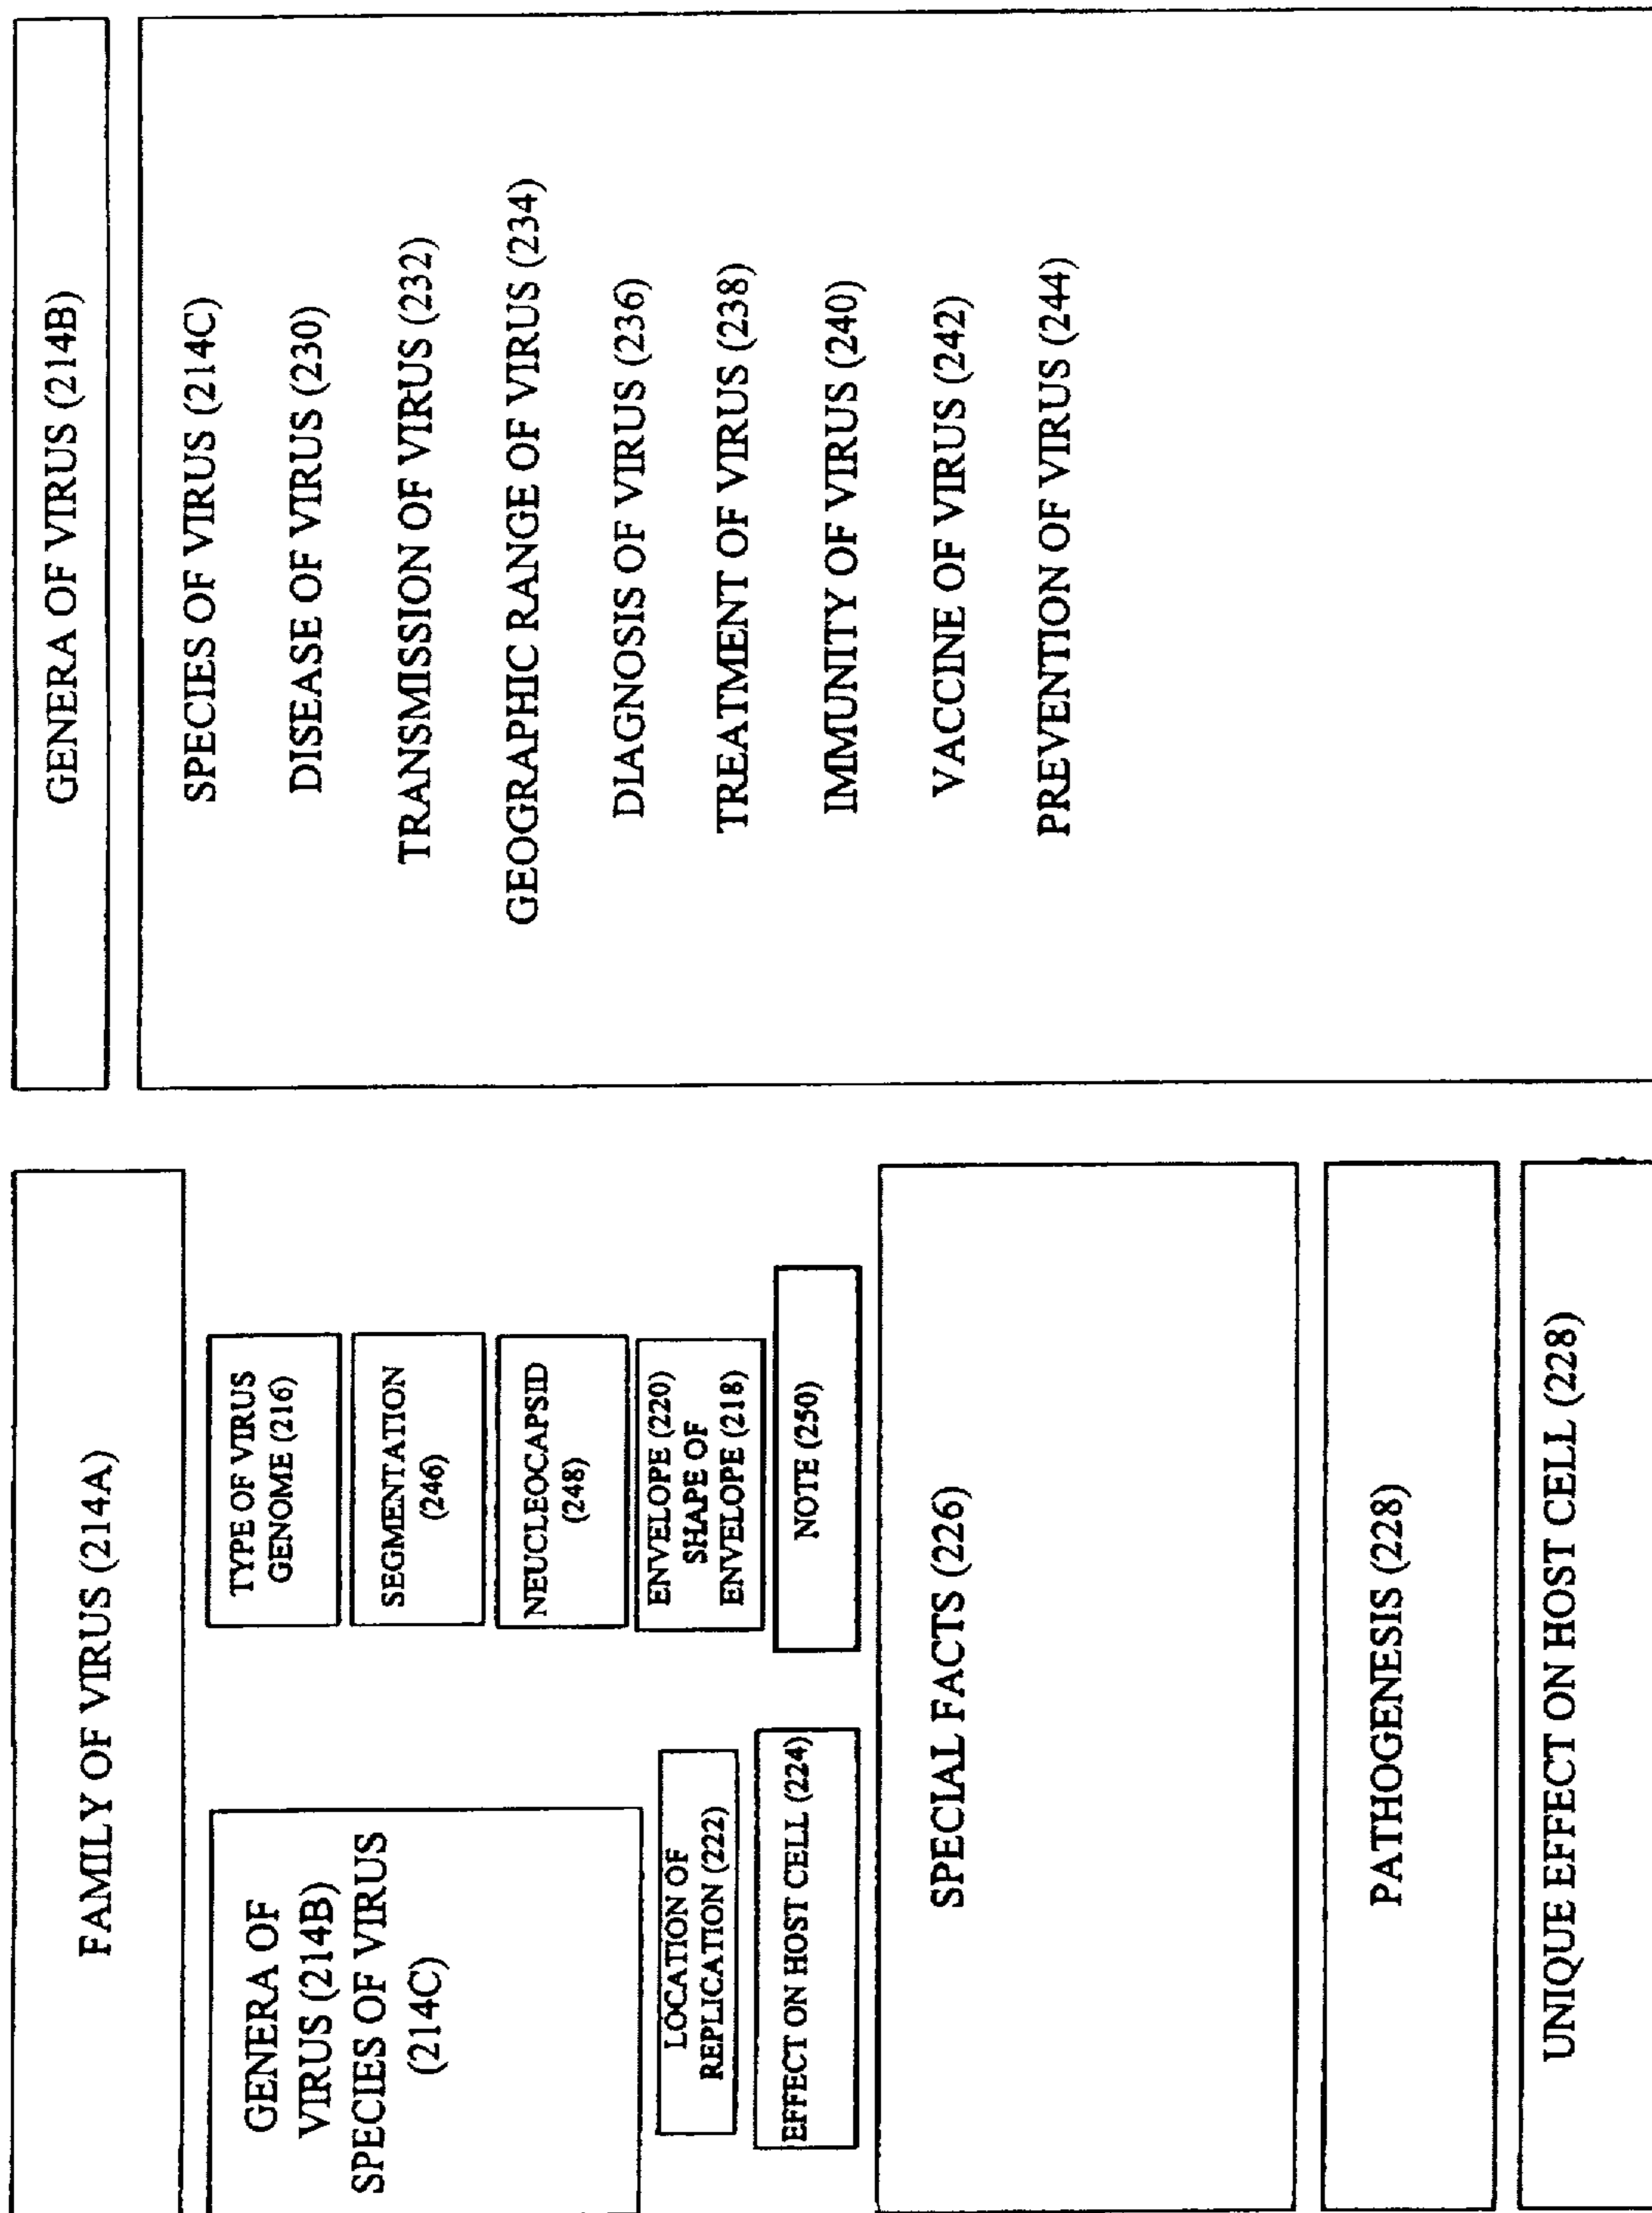 FAMILY OF VIRUS (214A)
GENERA OF
VIRUS (214B)
SPECIES OF VIRUS
(214C)
LOCATION OF
REPLICATION (222)
EFFECT ON HOST CELL (224)
TYPE OF VIRUS
GENOME (216)
SEGMENTATION
(246)
NEUCLEOCAPSID
(248)
ENVELOPE (220)
SHAPE OF
ENVELOPE (218)
NOTE (250)
SPECIAL FACTS (226)
PATHOGENESIS (228)
UNIQUE EFFECT ON HOST CELL (228)
GENERA OF VIRUS (214B)
SPECIES OF VIRUS (214C)
DISEASE OF VIRUS (230)
TRANSMISSION OF VIRUS (232)
GEOGRAPHIC RANGE OF VIRUS (234)
DIAGNOSIS OF VIRUS (236)
TREATMENT OF VIRUS (238)
IMMUNITY OF VIRUS (240)
VACCINE OF VIRUS (242)
PREVENTION OF VIRUS (244)